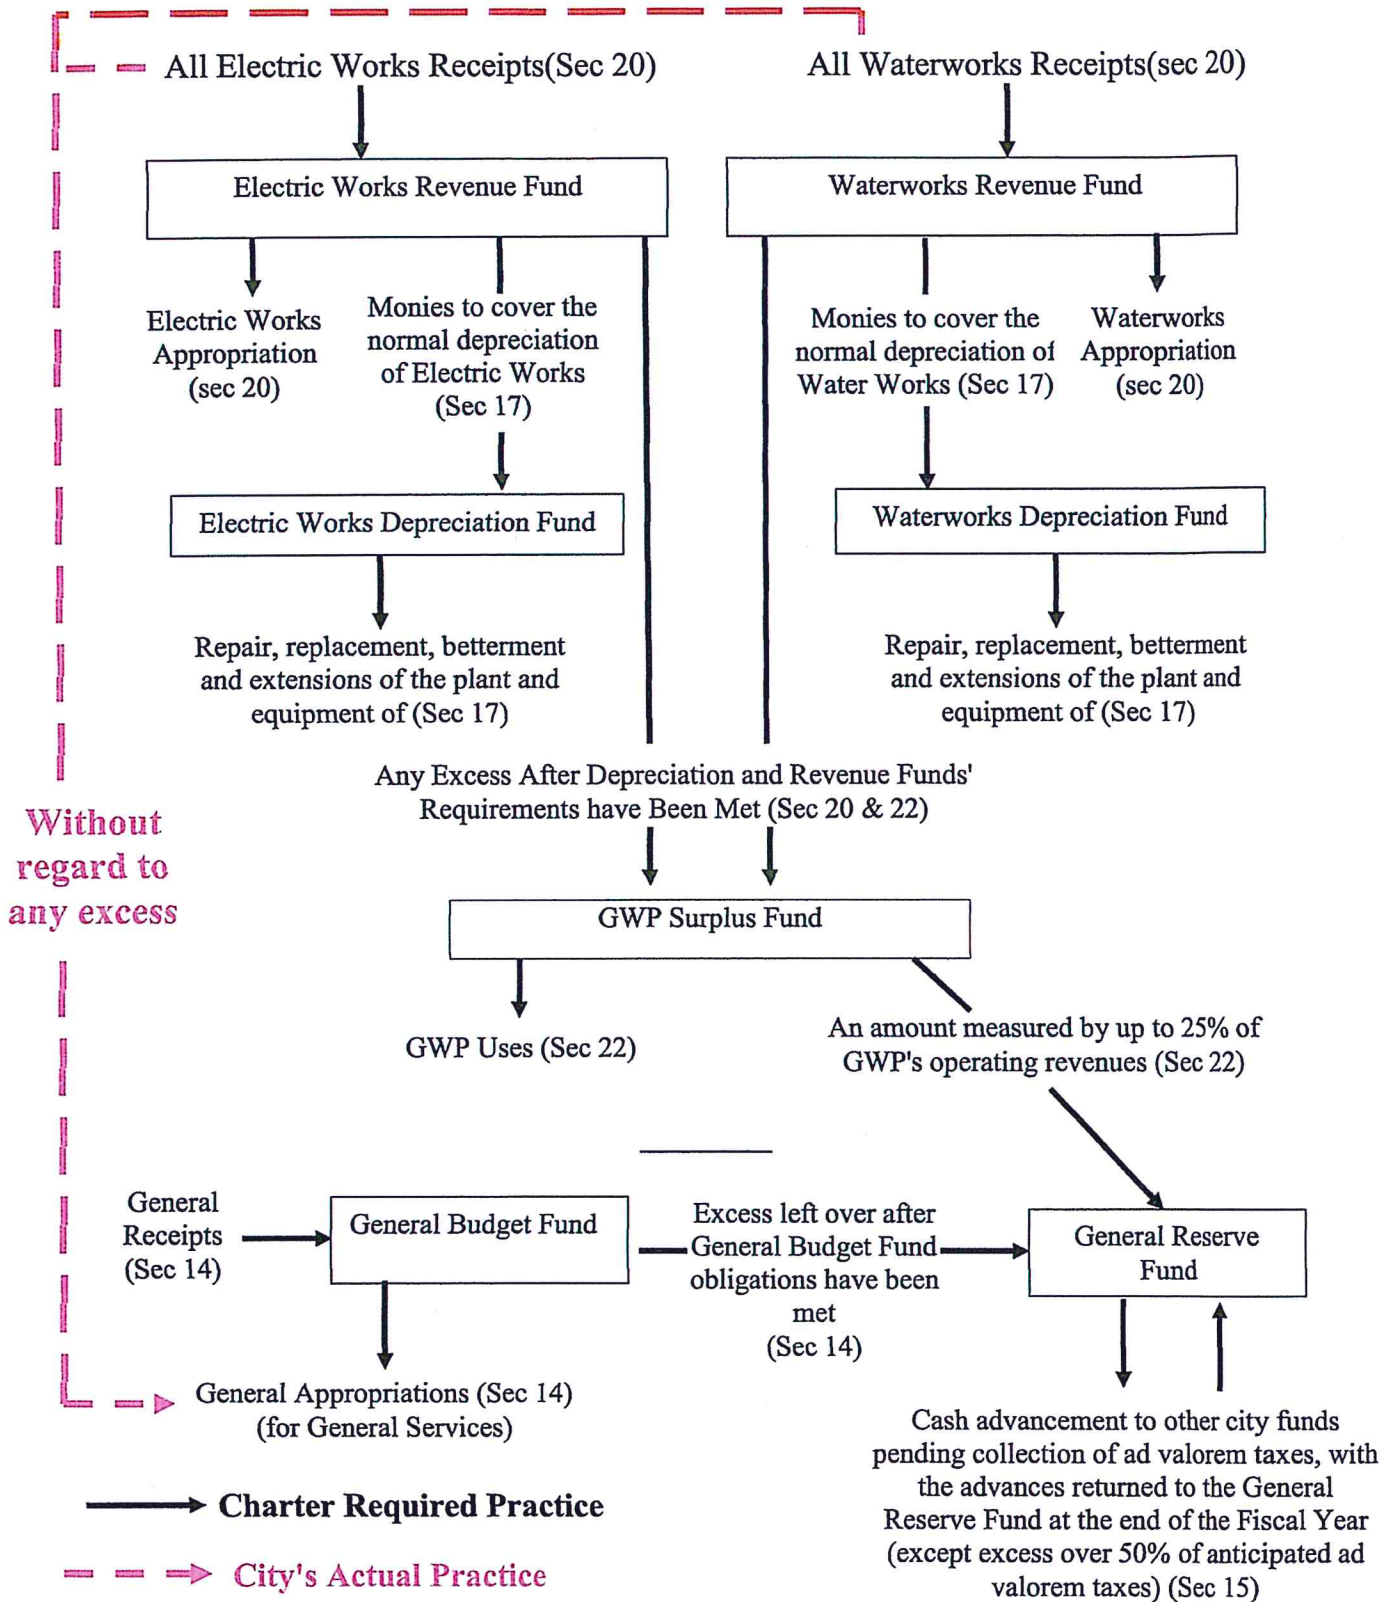 All Electric Works Receipts(Sec 20)
All Waterworks Receipts(sec 20)
Electric Works Revenue Fund
Waterworks Revenue Fund
Electric Works
Appropriation
(sec 20)
Monies to cover the
normal depreciation
of Electric Works
(Sec 17)
Monies to cover the
normal depreciation of
Water Works (Sec 17)
Waterworks
Appropriation
(sec 20)
Electric Works Depreciation Fund
Waterworks Depreciation Fund
Repair, replacement, betterment
and extensions of the plant and
equipment of (Sec 17)
Repair, replacement, betterment
and extensions of the plant and
equipment of (Sec 17)
Any Excess After Depreciation and Revenue Funds'
Requirements have Been Met (Sec 20 & 22)
Without
regard to
any excess
GWP Surplus Fund
GWP Uses (Sec 22)
An amount measured by up to 25% of
GWP's operating revenues (Sec 22)
General
Receipts
(Sec 14)
General Budget Fund
Excess left over after
General Budget Fund
obligations have been
met
(Sec 14)
General Reserve
Fund
General Appropriations (Sec 14)
(for General Services)
Cash advancement to other city funds
pending collection of ad valorem taxes, with
the advances returned to the General
Reserve Fund at the end of the Fiscal Year
(except excess over 50% of anticipated ad
valorem taxes) (Sec 15)
Charter Required Practice
City's Actual Practice